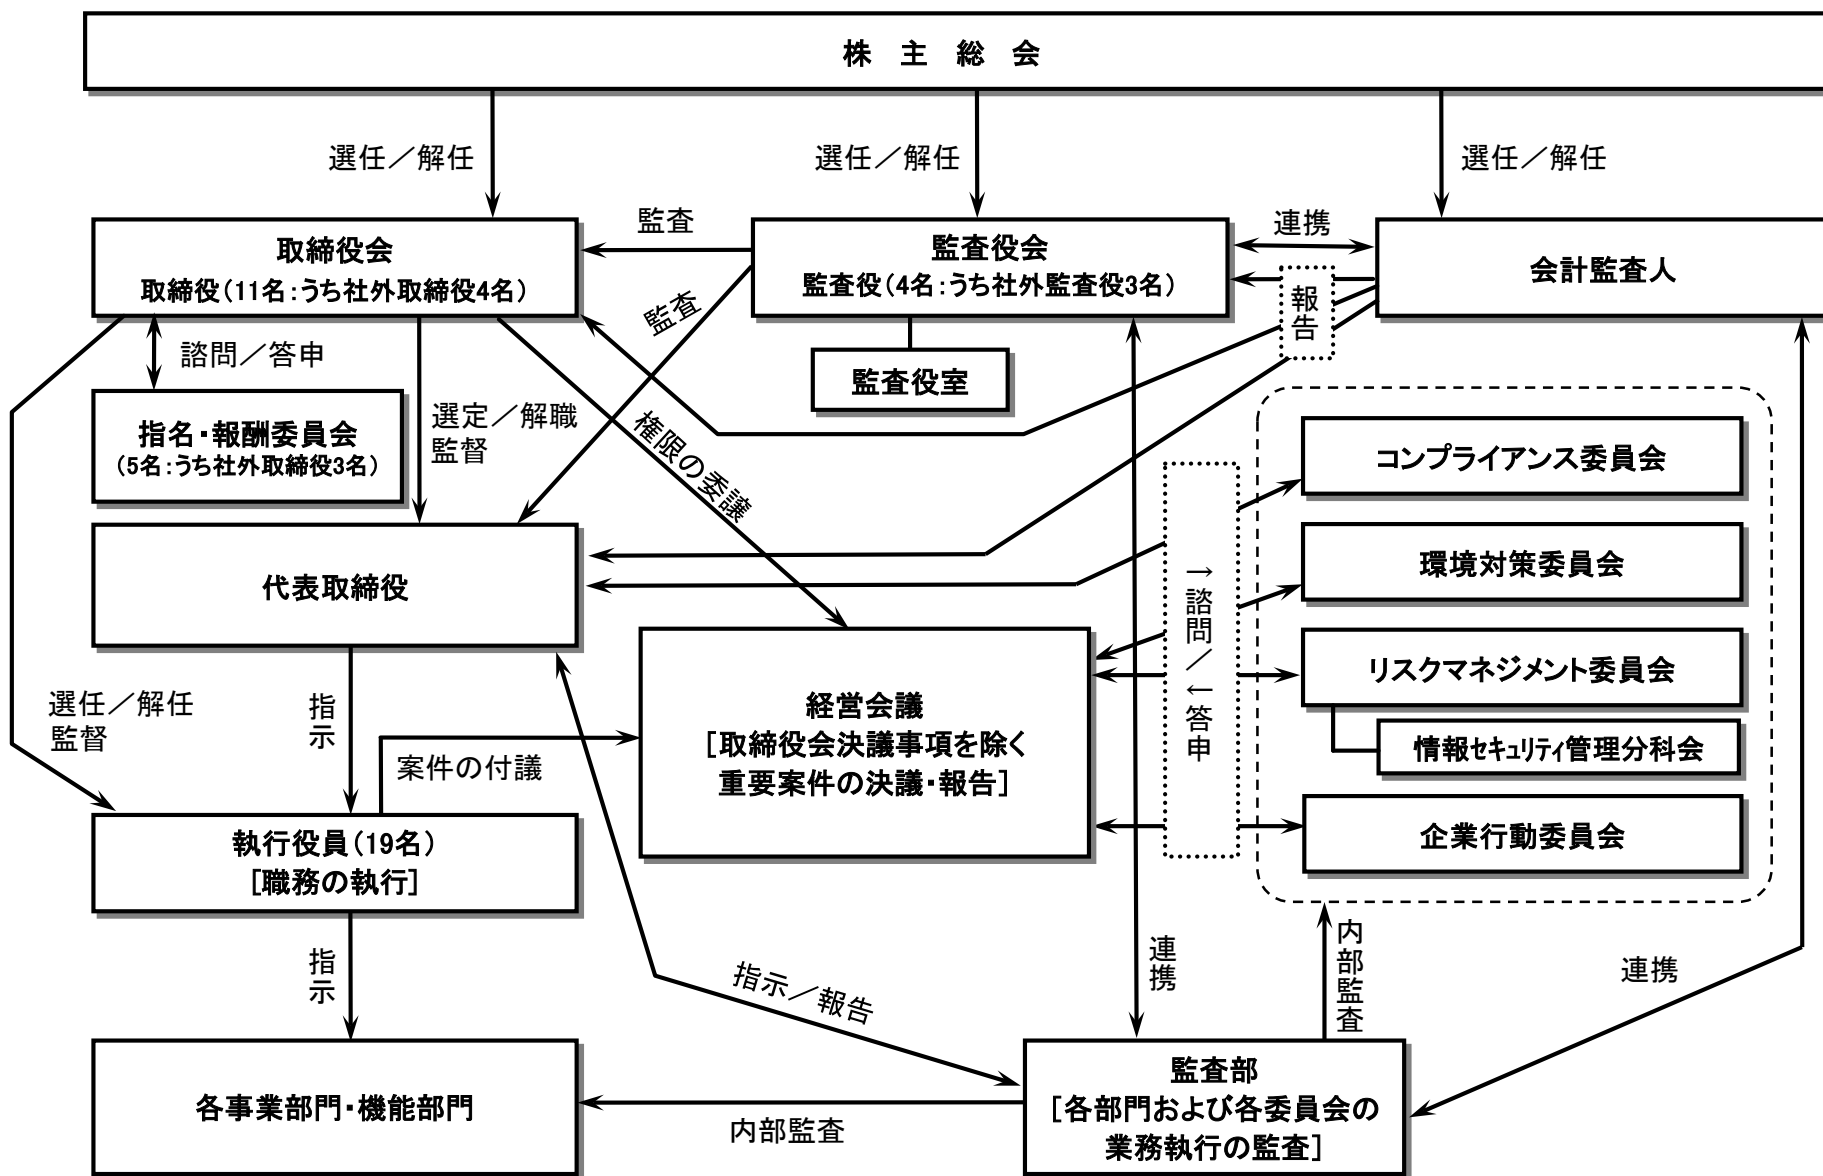 株 主 総 会
選任／解任
選任／解任
選任／解任
取締役会
取締役(11名:うち社外取締役4名)
監査
監査役会
監査役(4名:うち社外監査役3名)
連携
会計監査人
報告
監査
諮問／答申
監査役室
指名・報酬委員会
(5名:うち社外取締役3名)
選定／解職
監督
権限の委譲
コンプライアンス委員会
環境対策委員会
代表取締役
→諮問／←答申
リスクマネジメント委員会
情報セキュリティ管理分科会
企業行動委員会
選任／解任
監督
指示
案件の付議
経営会議
[取締役会決議事項を除く
重要案件の決議・報告]
執行役員(19名)
[職務の執行]
指示
指示／報告
連携
内部監査
連携
各事業部門・機能部門
内部監査
監査部
[各部門および各委員会の
業務執行の監査]